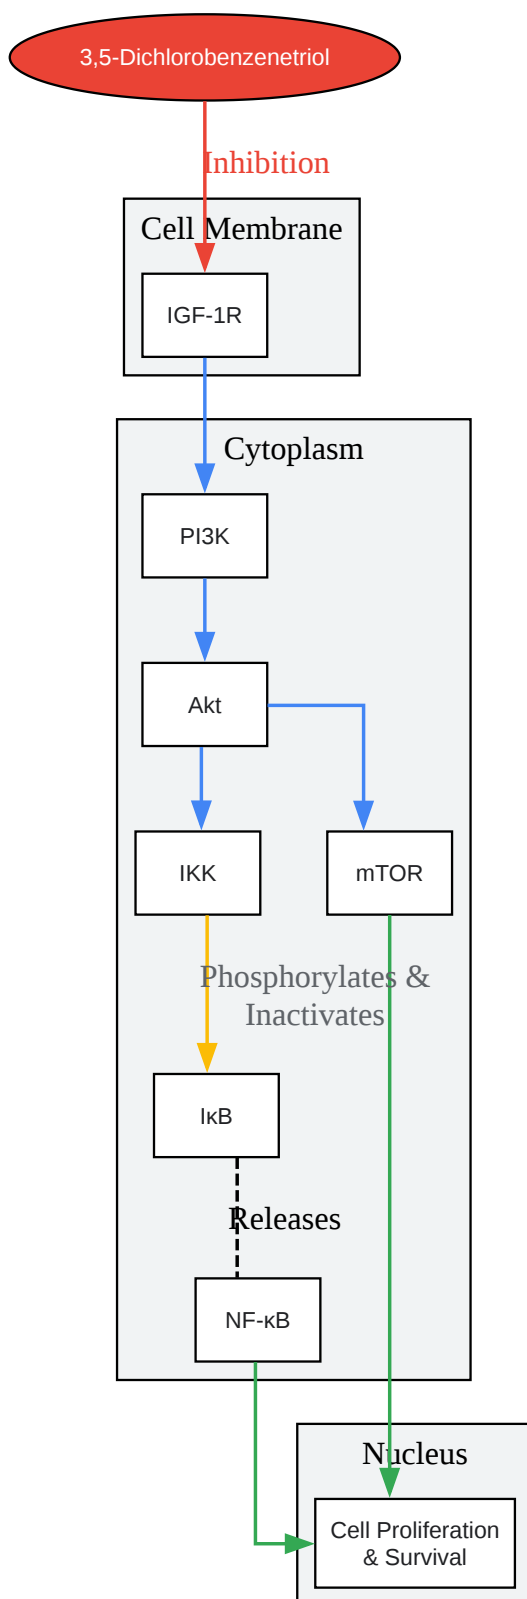 3,5-Dichlorobenzenetriol
Inhibition
Cell Membrane
IGF-1R
Cytoplasm
PI3K
Akt
IKK
mTOR
Phosphorylates &
Inactivates
IκB
Releases
NF-κB
Nucleus
Cell Proliferation
& Survival